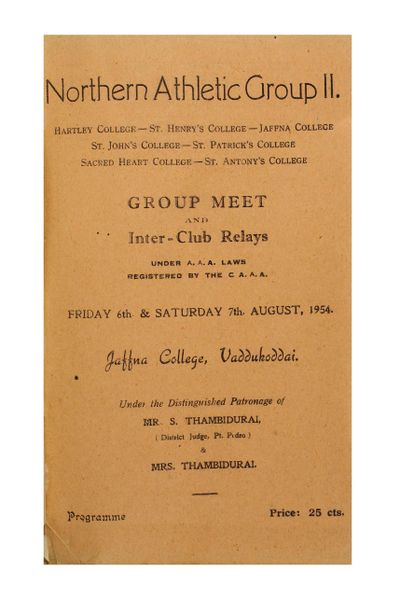 Northern Athletic Group II.
HARTLEY COLLEGE — ST. HENRY'S COLLEGE — JAFFNA COLLEGE
ST. JOHN'S COLLEGE — ST. PATRICK'S COLLEGE
SACRED HEART COLLEGE — ST. ANTONY'S COLLEGE
GROUP MEET
AND
Inter-Club Relays
UNDER A. A. A. LAWS
REGISTERED BY THE C A. A. A.
FRIDAY 6th & SATURDAY 7th. AUGUST, 1954.
Jaffna College, Vaddukoddai.
Under the Distinguished Patronage of
MR. S. THAMBIDURAI,
( District Judge, Pt. Pedro )
&
MRS. THAMBIDURAI.
Programme
Price: 25 cts.